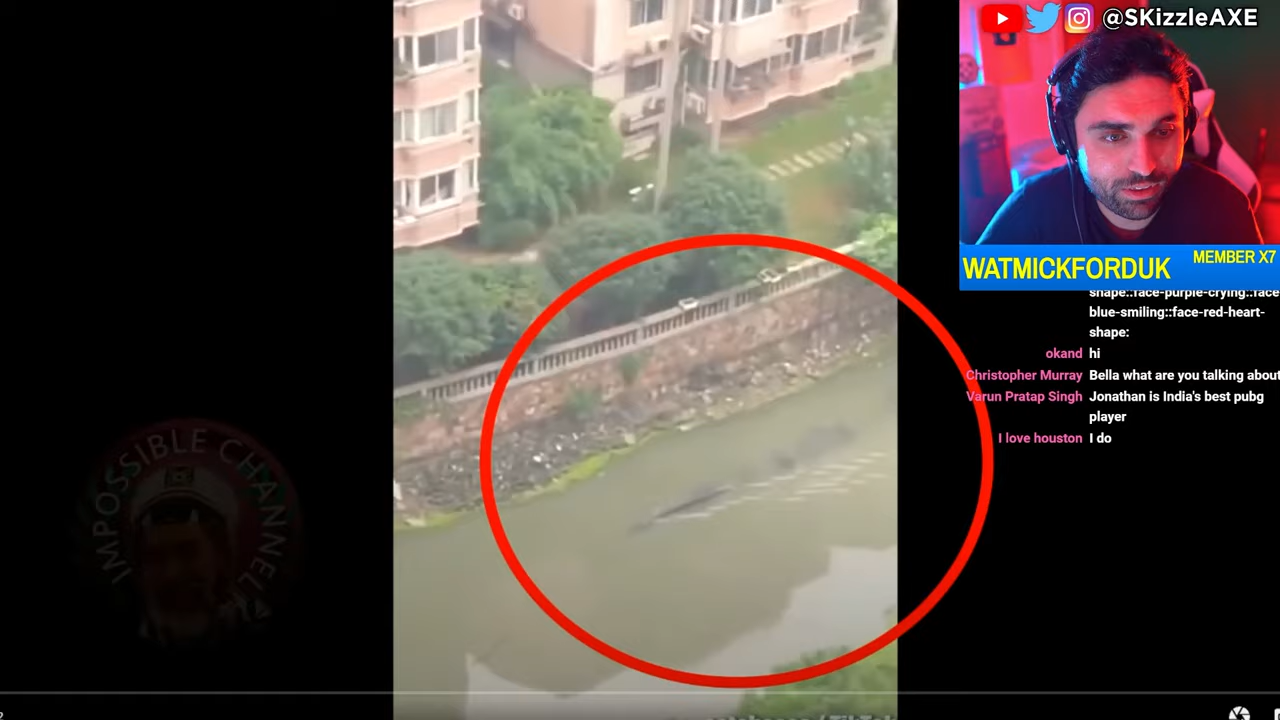 @SKizzleAXE
WATMICKFORDUK
MEMBER X7
shape::face-purple-crying::face
blue-smiling::face-red-heart-
shape:
okand hi
Christopher Murray Bella what are you talking about
Varun Pratap Singh Jonathan is India's best pubg
player
I love houston I do
IMPOSSIBLE CHANNEL